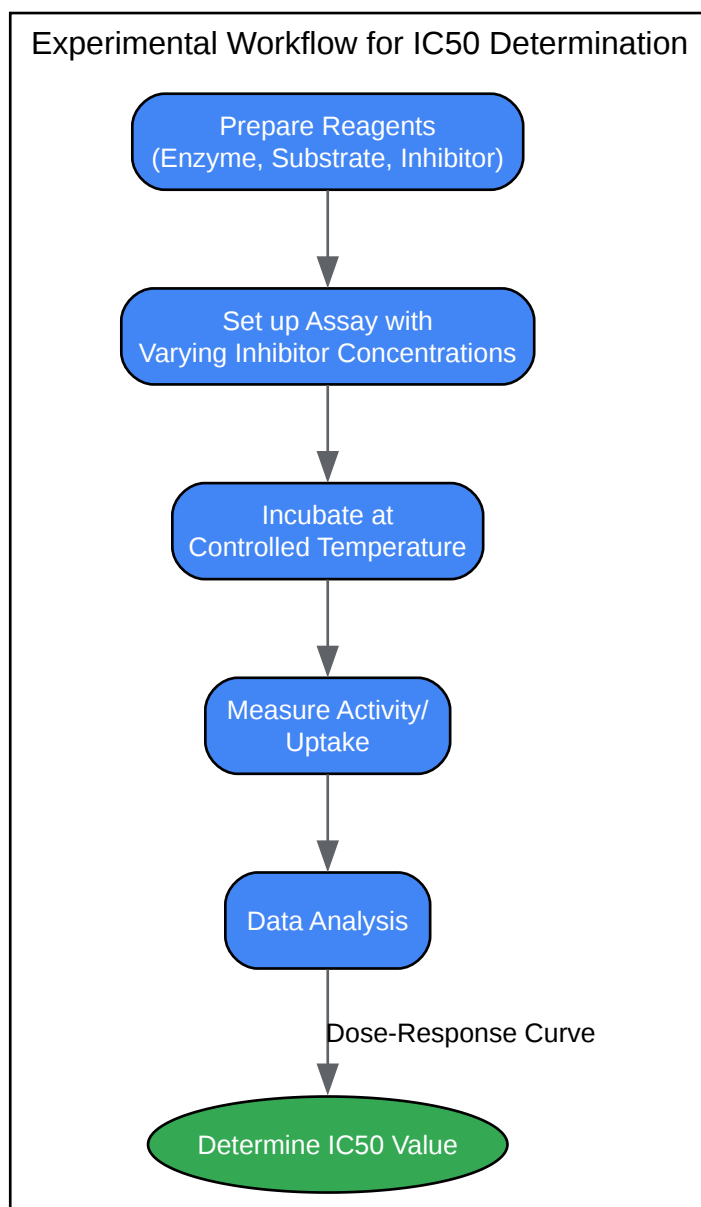 Experimental Workflow for IC50 Determination
Prepare Reagents
(Enzyme, Substrate, Inhibitor)
Set up Assay with
Varying Inhibitor Concentrations
Incubate at
Controlled Temperature
Measure Activity/
Uptake
Data Analysis
Dose-Response Curve
Determine IC50 Value